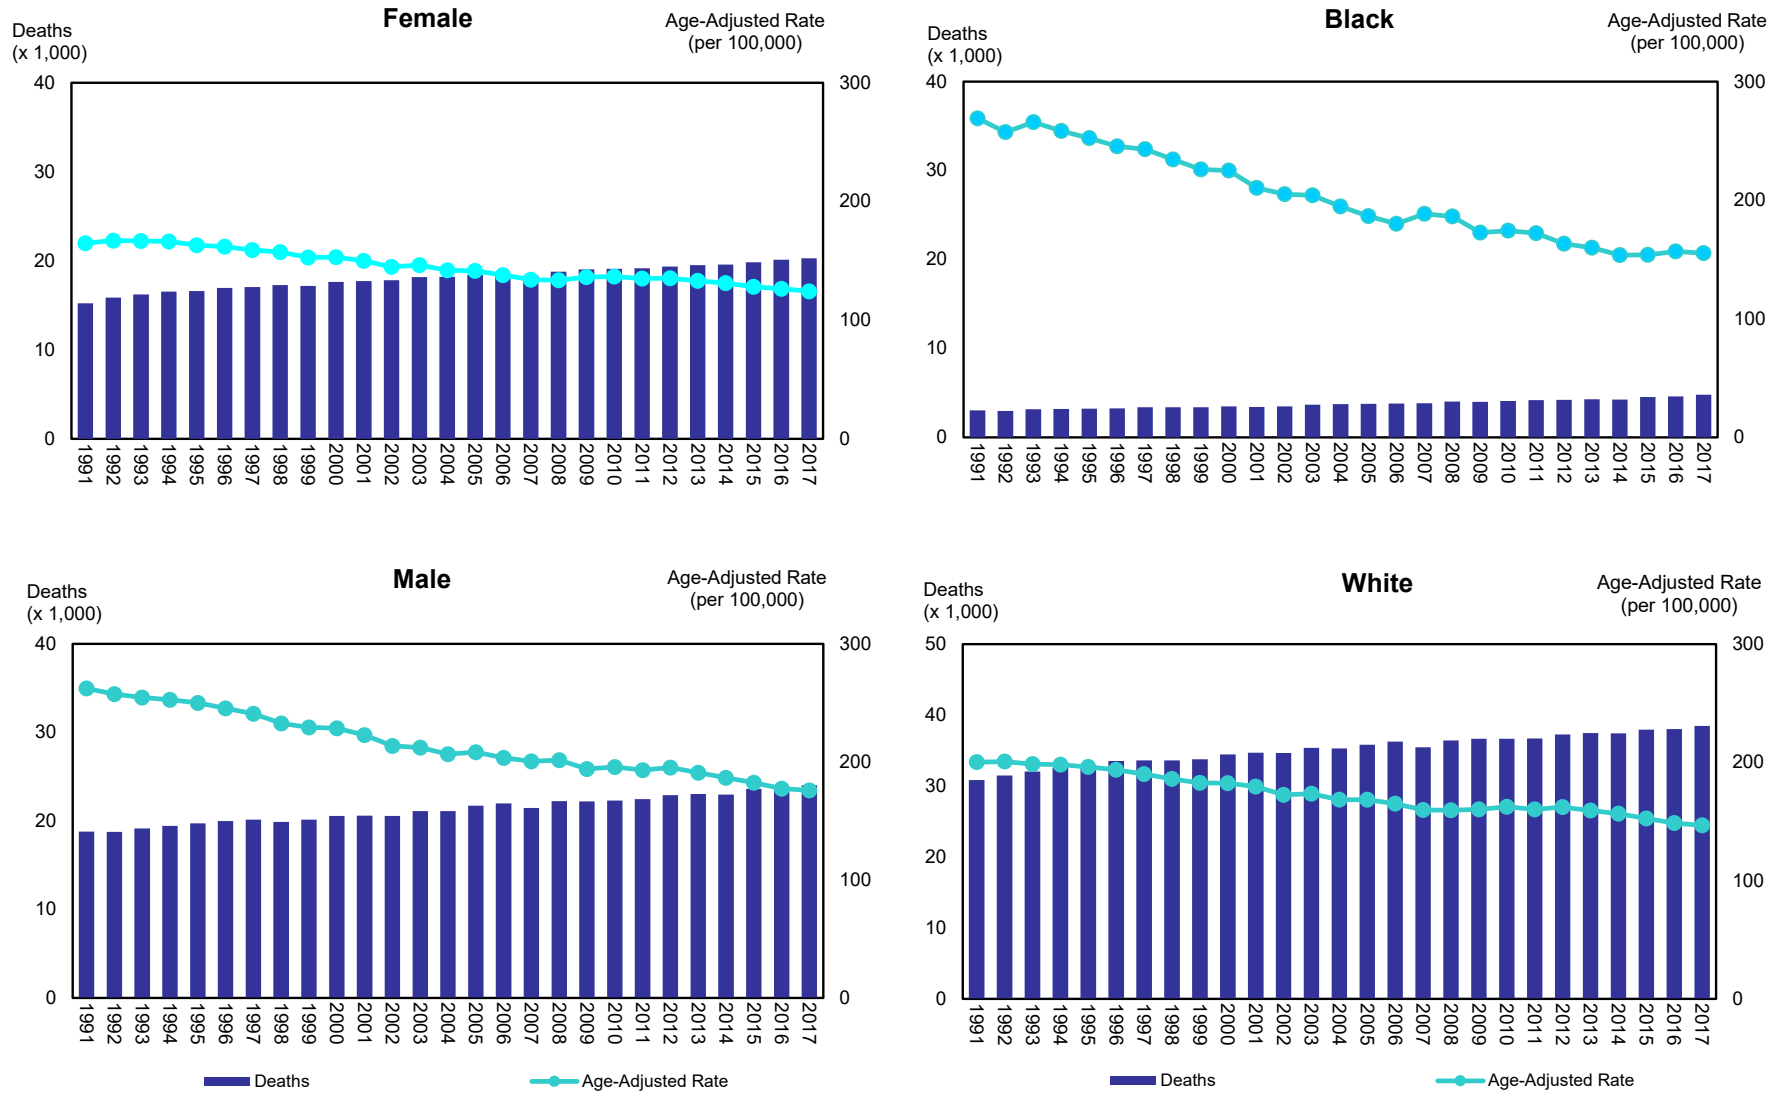 Female
Deaths
(x 1,000)
Age-Adjusted Rate
(per 100,000)
40
30
20
10
0
300
200
100
0
1991 1992 1993 1994 1995 1996 1997 1998 1999 2000 2001 2002 2003 2004 2005 2006 2007 2008 2009 2010 2011 2012 2013 2014 2015 2016 2017
Black
Deaths
(x 1,000)
Age-Adjusted Rate
(per 100,000)
40
30
20
10
0
300
200
100
0
1991 1992 1993 1994 1995 1996 1997 1998 1999 2000 2001 2002 2003 2004 2005 2006 2007 2008 2009 2010 2011 2012 2013 2014 2015 2016 2017
Male
Deaths
(x 1,000)
Age-Adjusted Rate
(per 100,000)
40
30
20
10
0
300
200
100
0
1991 1992 1993 1994 1995 1996 1997 1998 1999 2000 2001 2002 2003 2004 2005 2006 2007 2008 2009 2010 2011 2012 2013 2014 2015 2016 2017
Deaths Age-Adjusted Rate
White
Deaths
(x 1,000)
Age-Adjusted Rate
(per 100,000)
50
40
30
20
10
0
300
200
100
0
1991 1992 1993 1994 1995 1996 1997 1998 1999 2000 2001 2002 2003 2004 2005 2006 2007 2008 2009 2010 2011 2012 2013 2014 2015 2016 2017
Deaths Age-Adjusted Rate